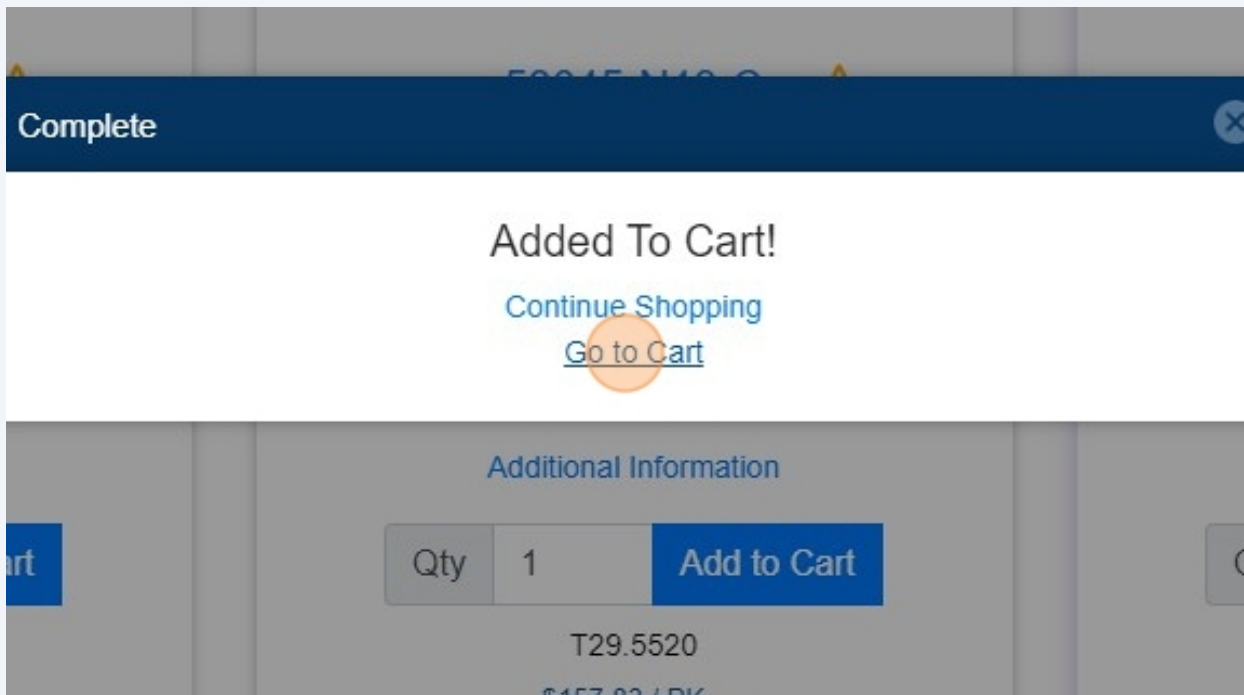 Complete
Added To Cart!
Continue Shopping
Go to Cart
Additional Information
Qty 1 Add to Cart
T29.5520